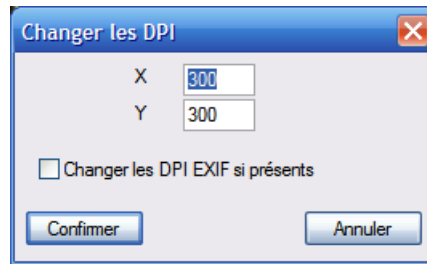 Changer les DPI
X 300
Y 300
Changer les DPI EXIF si présents
Confirmer Annuler